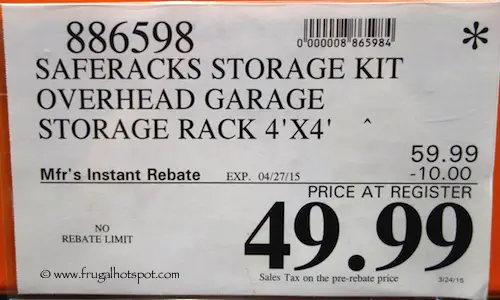 886598
0"000008"865984
*
SAFERACKS STORAGE KIT
OVERHEAD GARAGE
STORAGE RACK 4'X4' ^
59.99
Mfr's Instant Rebate EXP. 04/27/15 -10.00
PRICE AT REGISTER
49.99
NO
REBATE LIMIT
© www.frugalhotspot.com
Sales Tax on the pre-rebate price 3/24/15